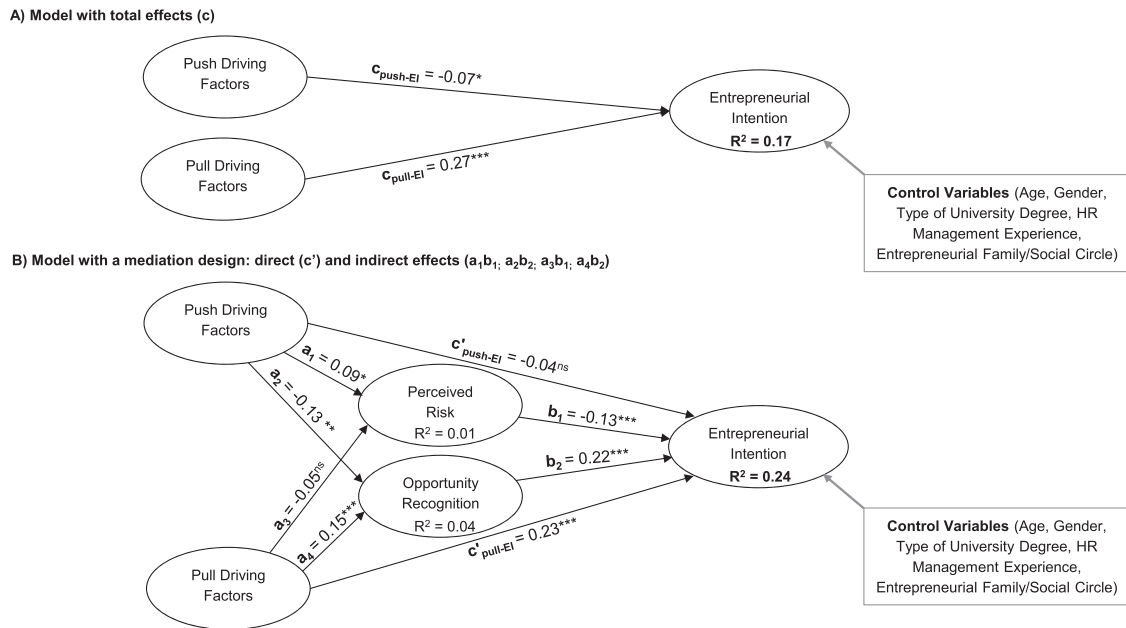 A) Model with total effects (c)
Push Driving
Factors
c push-EI = -0.07*
Entrepreneurial
Intention
R² = 0.17
Pull Driving
Factors
c pull-EI = 0.27***
Control Variables (Age, Gender,
Type of University Degree, HR
Management Experience,
Entrepreneurial Family/Social Circle)
B) Model with a mediation design: direct (c') and indirect effects (a₁b₁; a₂b₂; a₃b₁; a₄b₂)
Push Driving
Factors
c' push-EI = -0.04ⁿˢ
a₁ = 0.09*
a₂ = -0.13 **
Perceived
Risk
R² = 0.01
b₁ = -0.13***
Entrepreneurial
Intention
R² = 0.24
b₂ = 0.22***
Opportunity
Recognition
R² = 0.04
a₃ = -0.05ⁿˢ
a₄ = 0.15***
c' pull-EI = 0.23***
Pull Driving
Factors
Control Variables (Age, Gender,
Type of University Degree, HR
Management Experience,
Entrepreneurial Family/Social Circle)